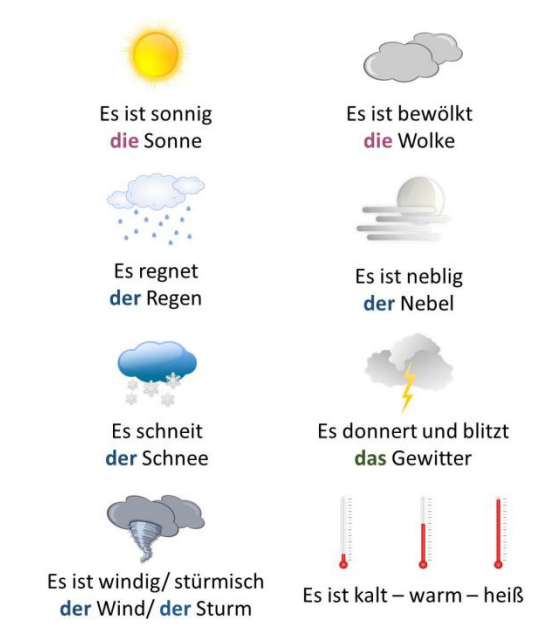 Es ist sonnig
die Sonne
Es ist bewölkt
die Wolke
Es regnet
der Regen
Es ist neblig
der Nebel
Es schneit
der Schnee
Es donnert und blitzt
das Gewitter
Es ist windig/ stürmisch
der Wind/ der Sturm
Es ist kalt – warm – heiß